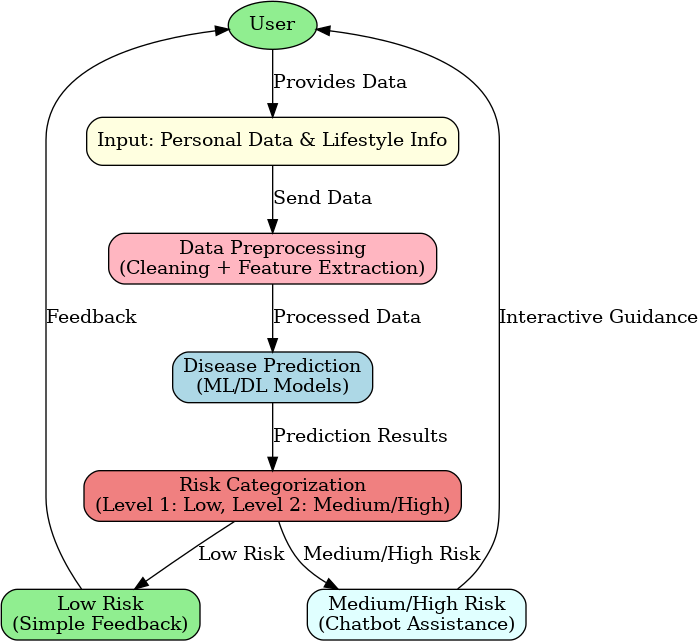 User
Provides Data
Input: Personal Data & Lifestyle Info
Send Data
Data Preprocessing
(Cleaning + Feature Extraction)
Feedback
Processed Data
Interactive Guidance
Disease Prediction
(ML/DL Models)
Prediction Results
Risk Categorization
(Level 1: Low, Level 2: Medium/High)
Low Risk
Medium/High Risk
Low Risk
(Simple Feedback)
Medium/High Risk
(Chatbot Assistance)